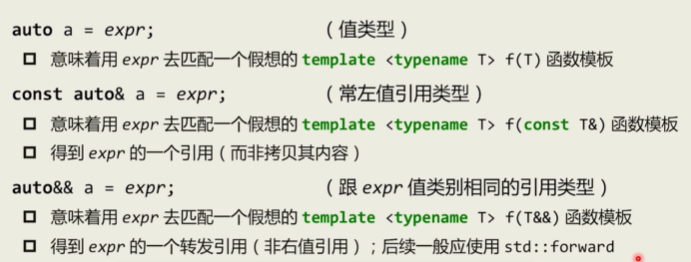 auto a = expr; （值类型）
意味着用 expr 去匹配一个假想的 template <typename T> f(T) 函数模板
const auto& a = expr; （常左值引用类型）
意味着用 expr 去匹配一个假想的 template <typename T> f(const T&) 函数模板
得到 expr 的一个引用（而非拷贝其内容）
auto&& a = expr; （跟 expr 值类别相同的引用类型）
意味着用 expr 去匹配一个假想的 template <typename T> f(T&&) 函数模板
得到 expr 的一个转发引用（非右值引用）；后续一般应使用 std::forward